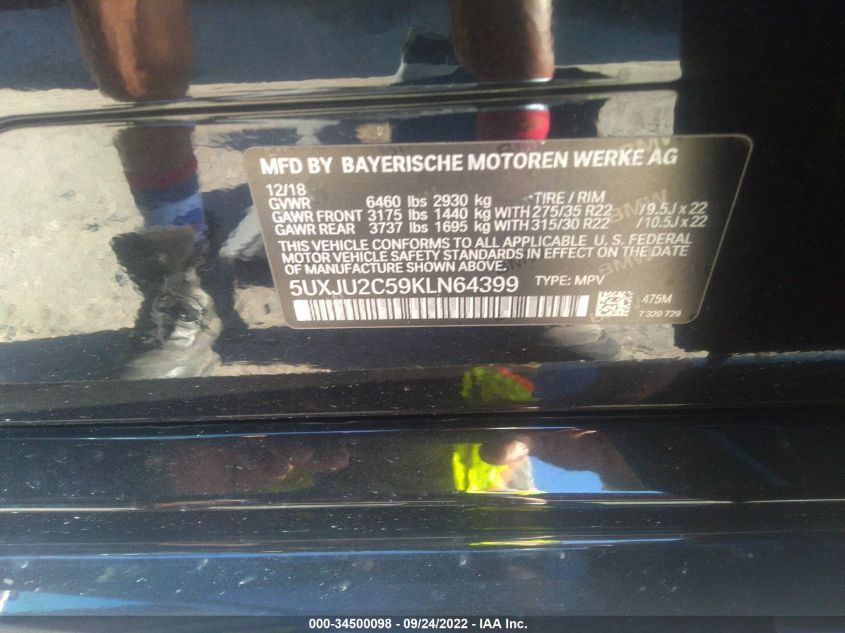 MFD BY BAYERISCHE MOTOREN WERKE AG
12/18
GVWR 6460 lbs 2930 kg TIRE / RIM
GAWR FRONT 3175 lbs 1440 kg WITH 275/35 R22 / 9.5J x 22
GAWR REAR 3737 lbs 1695 kg WITH 315/30 R22 / 10.5J x 22
THIS VEHICLE CONFORMS TO ALL APPLICABLE U. S. FEDERAL
MOTOR VEHICLE SAFETY STANDARDS IN EFFECT ON THE DATE
OF MANUFACTURE SHOWN ABOVE.
5UXJU2C59KLN64399 TYPE: MPV
475M
7 320 729
000-34500098 - 09/24/2022 - IAA Inc.